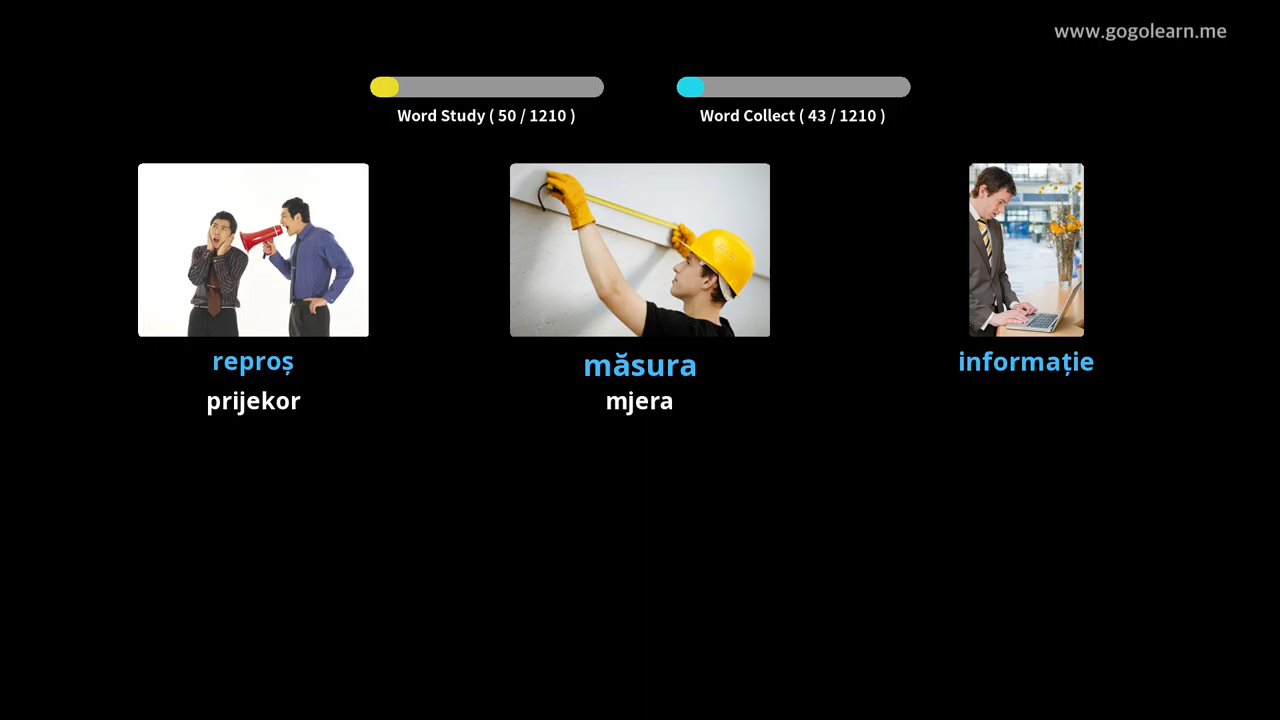 www.gogolearn.me
Word Study ( 50 / 1210 )
Word Collect ( 43 / 1210 )
reproș
măsura
informație
prijekor
mjera